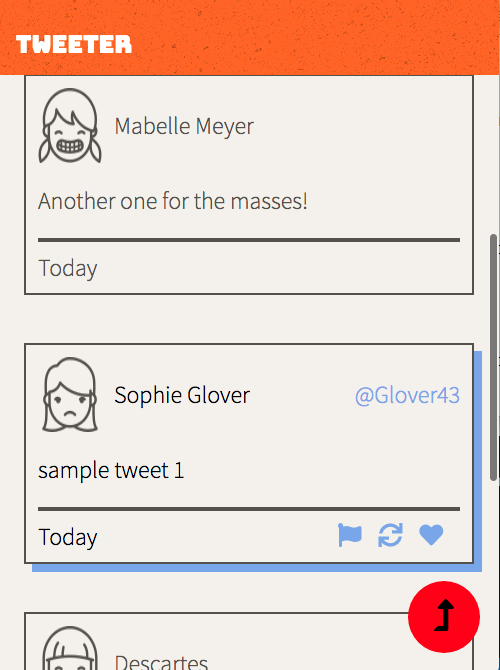 TWEETER
Mabelle Meyer
Another one for the masses!
Today
Sophie Glover @Glover43
sample tweet 1
Today
Descartes